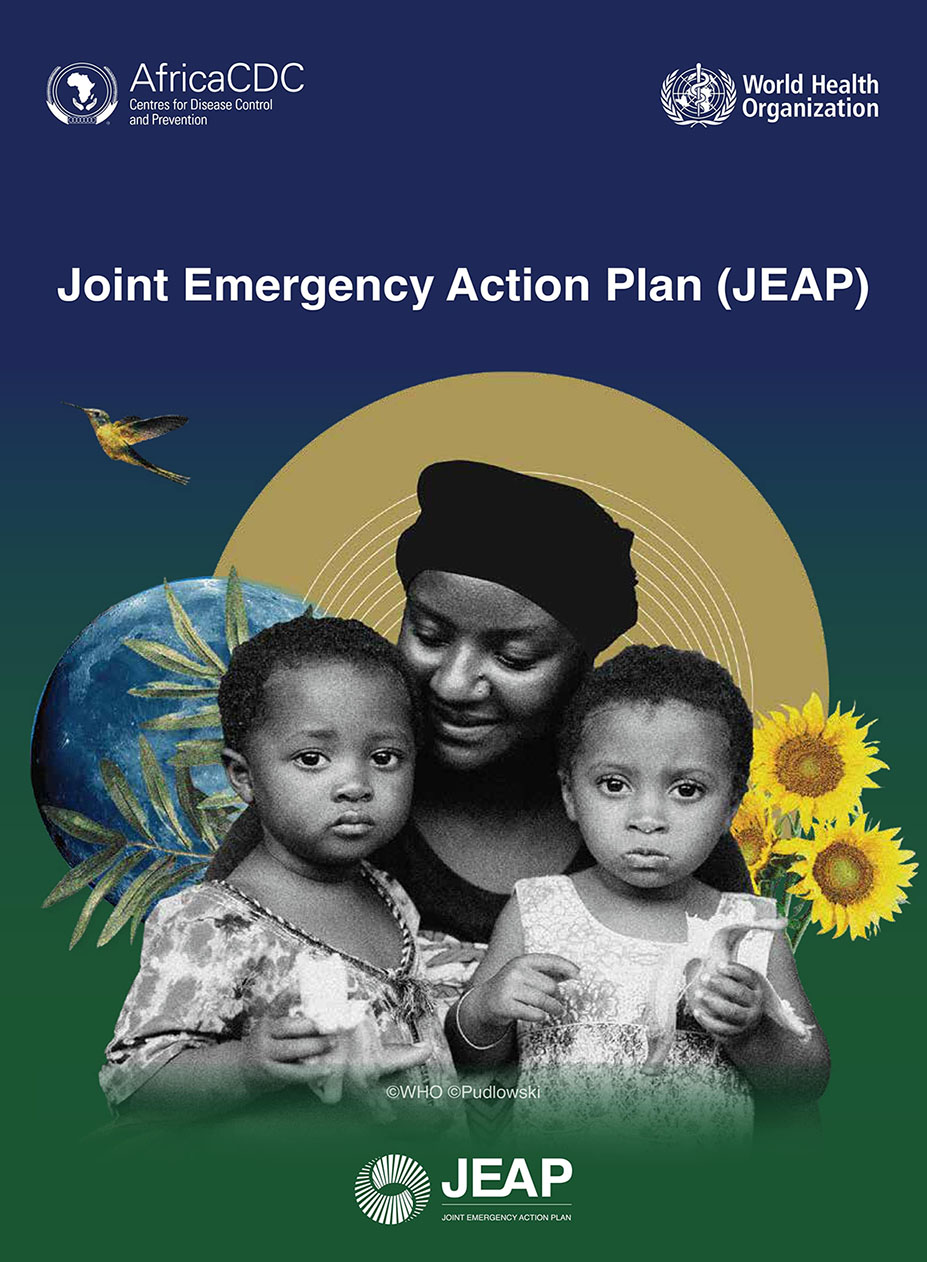 AfricaCDC
Centres for Disease Control
and Prevention
World Health
Organization
Joint Emergency Action Plan (JEAP)
©WHO ©Pudlowski
JEAP
JOINT EMERGENCY ACTION PLAN